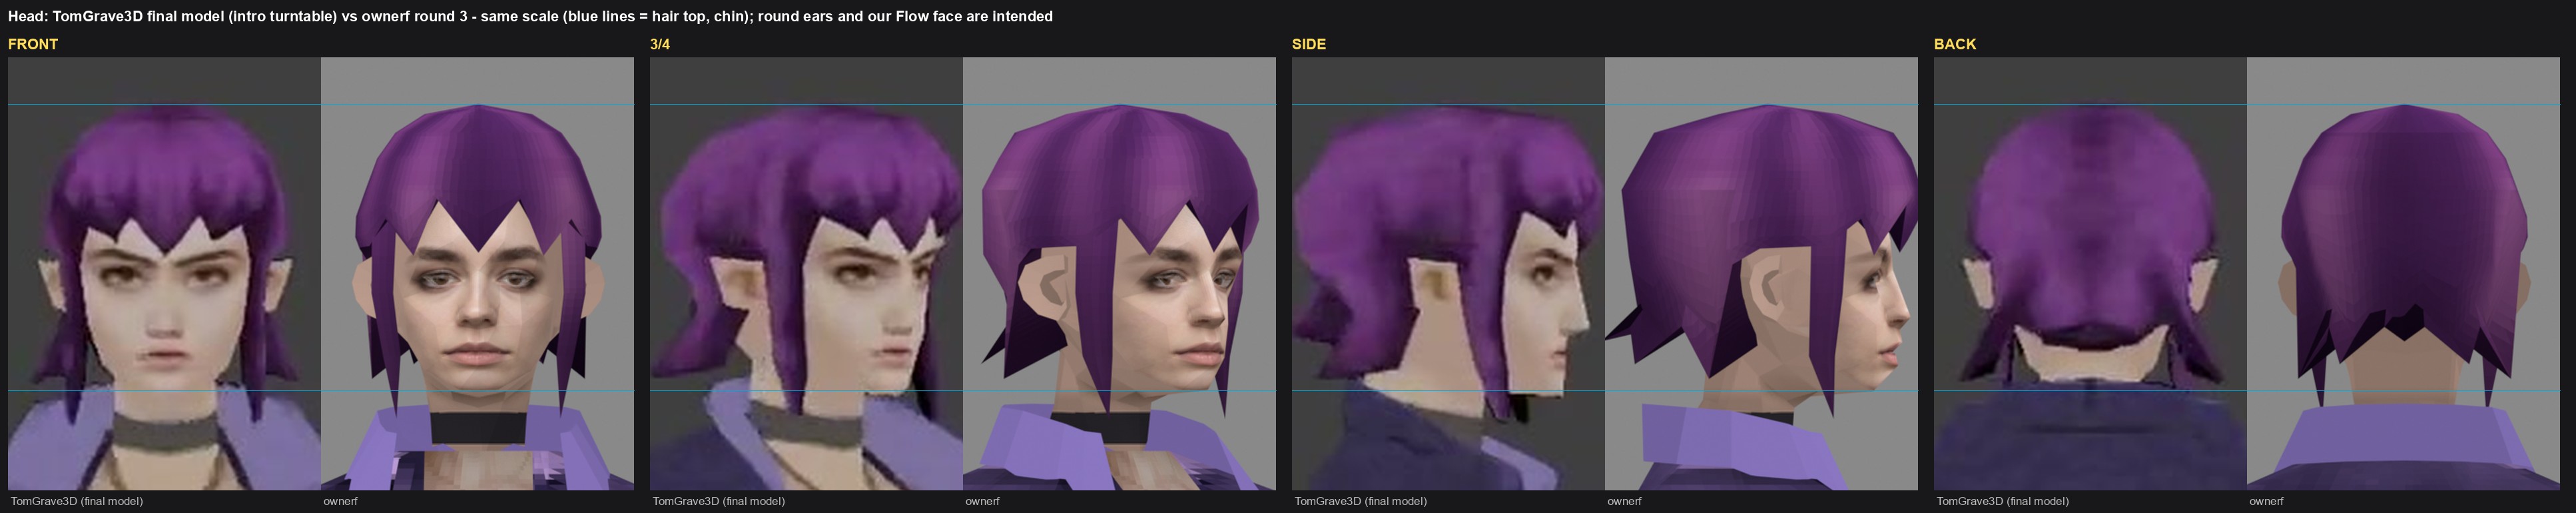 Head: TomGrave3D final model (intro turntable) vs ownerf round 3 - same scale (blue lines = hair top, chin); round ears and our Flow face are intended
FRONT
3/4
SIDE
BACK
TomGrave3D (final model)
ownerf
TomGrave3D (final model)
ownerf
TomGrave3D (final model)
ownerf
TomGrave3D (final model)
ownerf